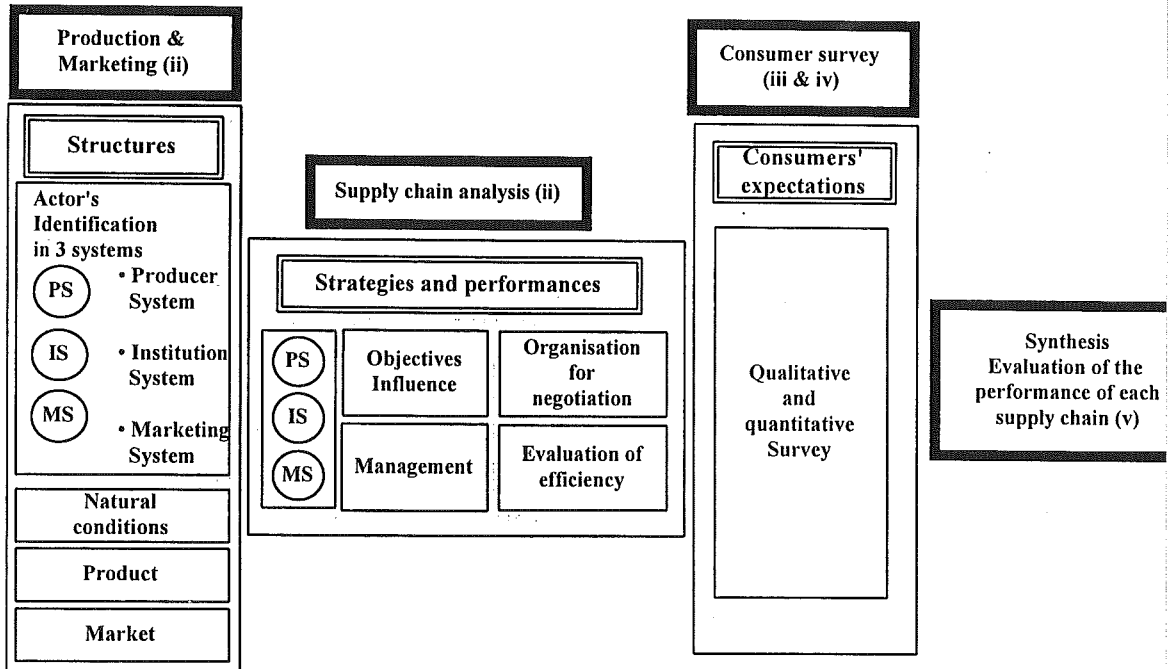 Production &
Marketing (ii)
Structures
Actor's
Identification
in 3 systems
PS
• Producer
System
IS
• Institution
System
MS
• Marketing
System
Natural
conditions
Product
Market
Supply chain analysis (ii)
Strategies and performances
PS
IS
MS
Objectives
Influence
Organisation
for
negotiation
Management
Evaluation of
efficiency
Consumer survey
(iii & iv)
Consumers'
expectations
Qualitative
and
quantitative
Survey
Synthesis
Evaluation of the
performance of each
supply chain (v)